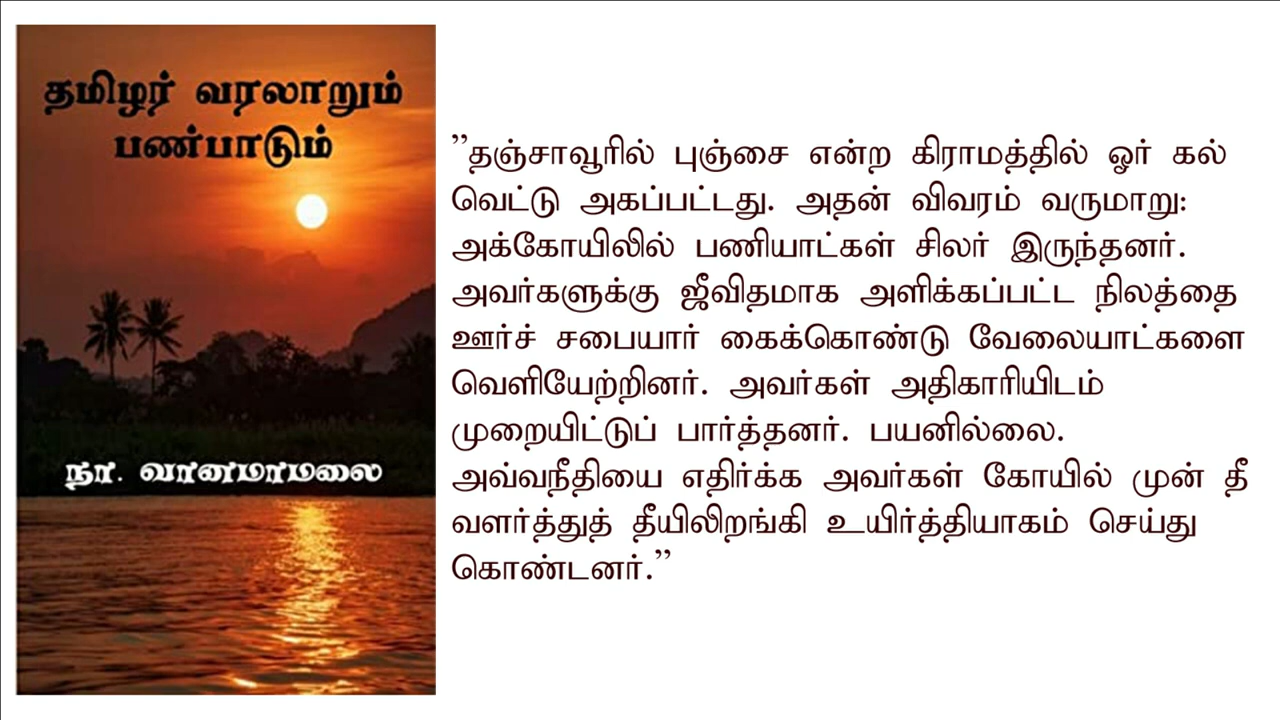 தமிழர் வரலாறும்
பண்பாடும்
நா. வானமாமலை
”தஞ்சாவூரில் புஞ்சை என்ற கிராமத்தில் ஓர் கல்
வெட்டு அகப்பட்டது. அதன் விவரம் வருமாறு:
அக்கோயிலில் பணியாட்கள் சிலர் இருந்தனர்.
அவர்களுக்கு ஜீவிதமாக அளிக்கப்பட்ட நிலத்தை
ஊர்ச் சபையார் கைக்கொண்டு வேலையாட்களை
வெளியேற்றினர். அவர்கள் அதிகாரியிடம்
முறையிட்டுப் பார்த்தனர். பயனில்லை.
அவ்வநீதியை எதிர்க்க அவர்கள் கோயில் முன் தீ
வளர்த்துத் தீயிலிறங்கி உயிர்த்தியாகம் செய்து
கொண்டனர்.”